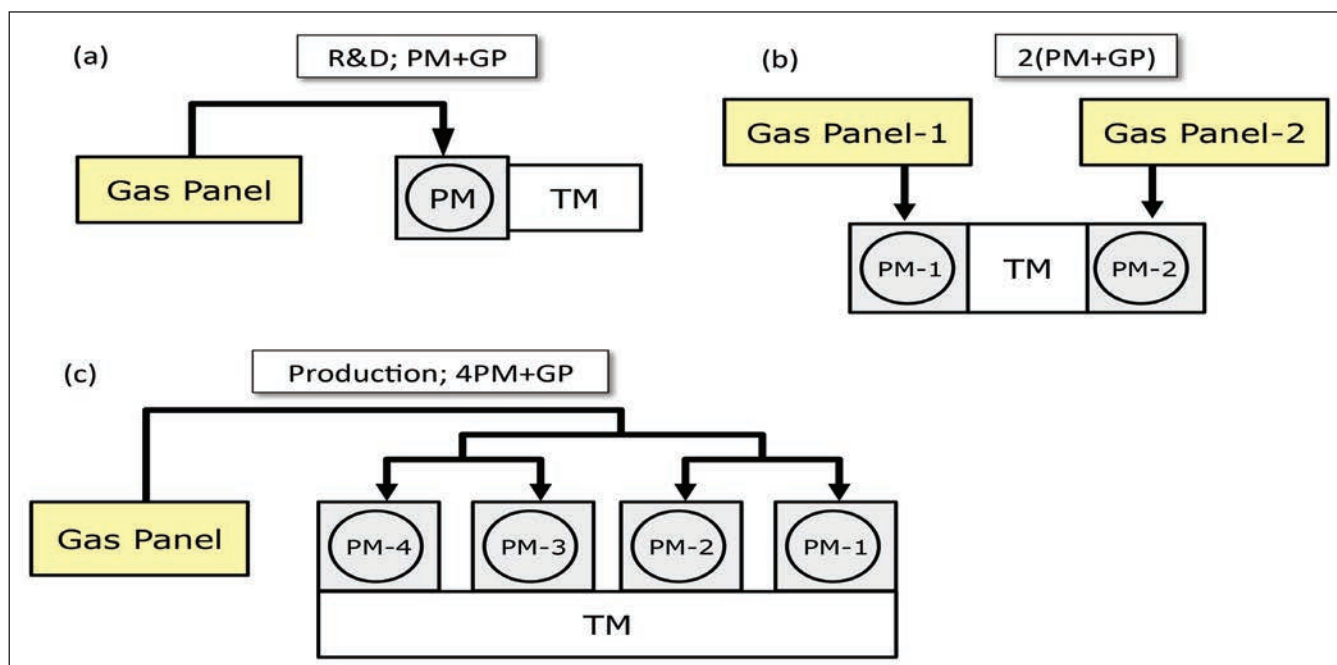 (a)
R&D; PM+GP
Gas Panel
PM
TM
(b)
2(PM+GP)
Gas Panel-1
Gas Panel-2
PM-1
TM
PM-2
(c)
Production; 4PM+GP
Gas Panel
PM-4
PM-3
PM-2
PM-1
TM